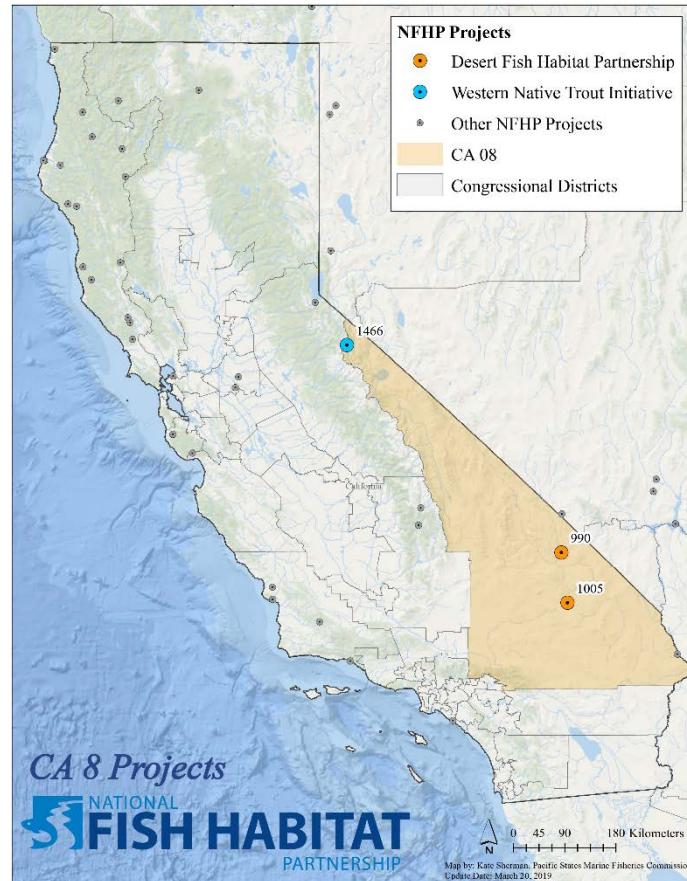 NFHP Projects
Desert Fish Habitat Partnership
Western Native Trout Initiative
Other NFHP Projects
CA 08
Congressional Districts
1466
California
990
1005
CA 8 Projects
NATIONAL
FISH HABITAT
PARTNERSHIP
N
0 45 90 180 Kilometers
Map by: Kate Sherman, Pacific States Marine Fisheries Commissio
Update Date: March 20, 2019